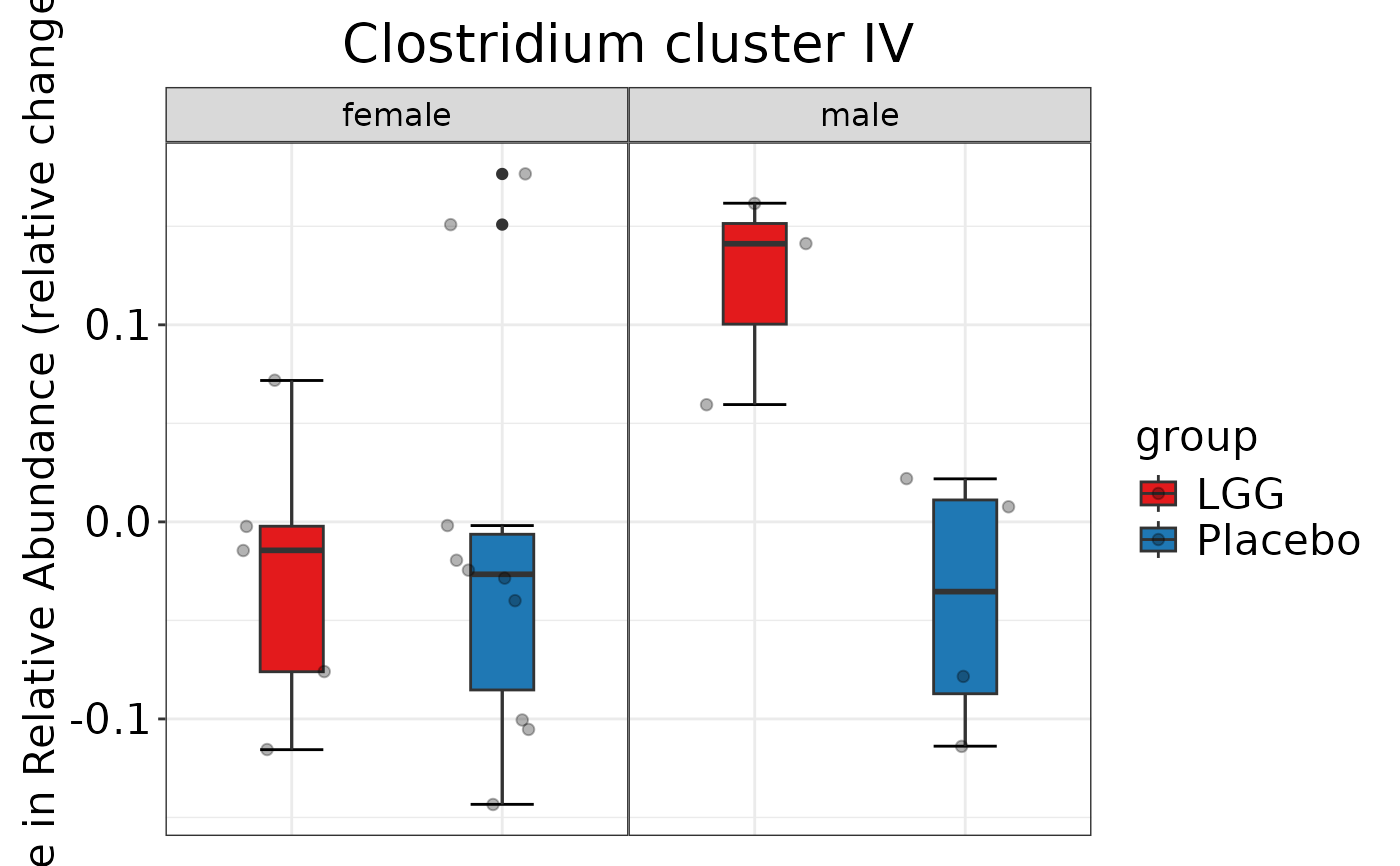 Clostridium cluster IV
female
male
e in Relative Abundance (relative change
0.1
0.0
-0.1
group
LGG
Placebo